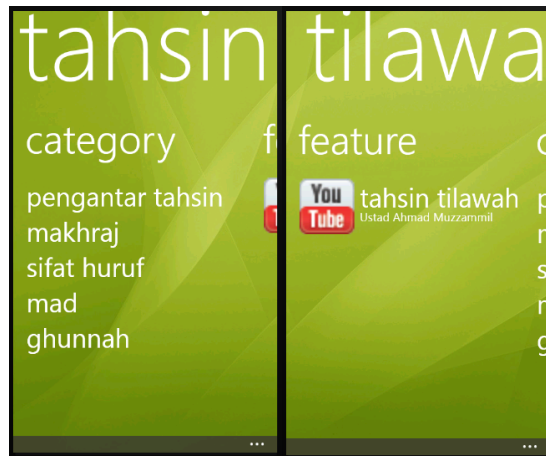 tahsin
category
pengantar tahsin
makhraj
sifat huruf
mad
ghunnah
tilawa
feature
You
Tube
tahsin tilawah
Ustad Ahmad Muzzammil